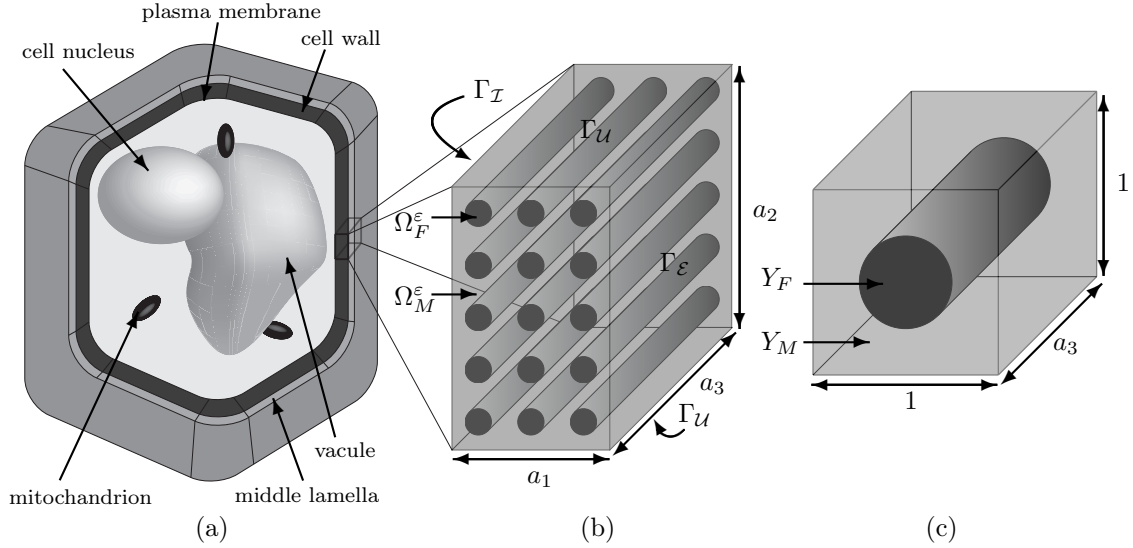 plasma membrane
cell nucleus
cell wall
mitochandrion
vacule
middle lamella
(a)
Γ_ℐ
Γ_𝒰
Ω_F^ε
Ω_M^ε
Γ_ℰ
a_2
a_3
Γ_𝒰
a_1
(b)
Y_F
Y_M
1
a_3
1
(c)